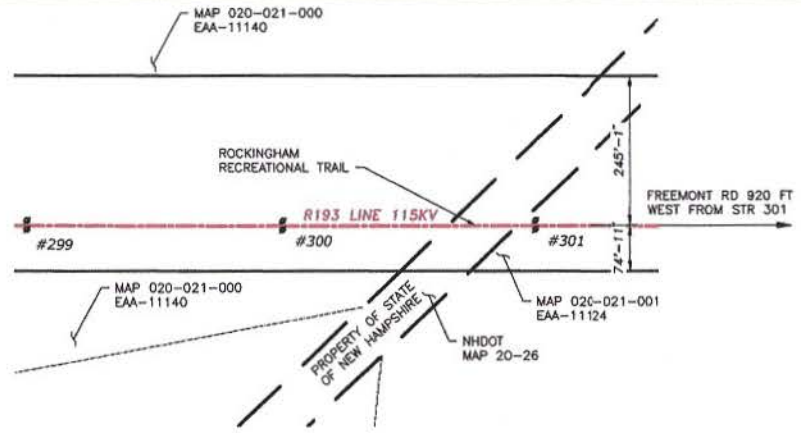 MAP 020-021-000
EAA-11140
ROCKINGHAM
RECREATIONAL TRAIL
245'-1"
FREEMONT RD 920 FT
WEST FROM STR 301
R193 LINE 115KV
#299
#300
#301
74'-11"
MAP 020-021-000
EAA-11140
MAP 020-021-001
EAA-11124
PROPERTY OF STATE
OF NEW HAMPSHIRE
NHDOT
MAP 20-26